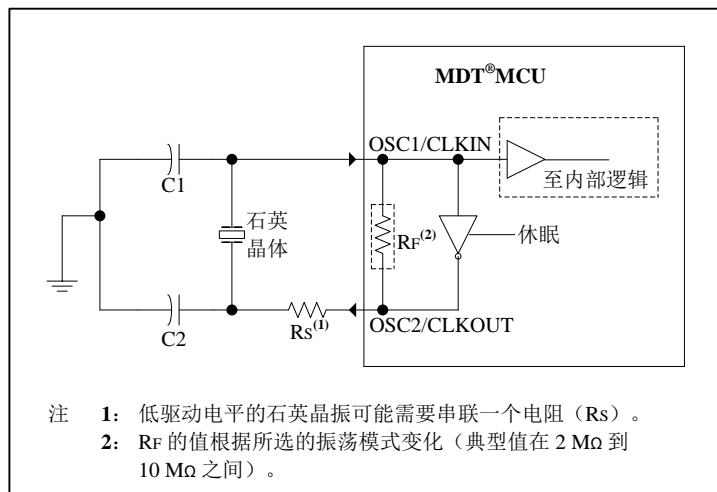 MDT®MCU
OSC1/CLKIN
C1
至内部逻辑
石英
晶体
RF(2)
休眠
C2
RS(1)
OSC2/CLKOUT
注 1： 低驱动电平的石英晶振可能需要串联一个电阻（Rs）。
2： RF 的值根据所选的振荡模式变化（典型值在 2 MΩ 到
10 MΩ 之间）。